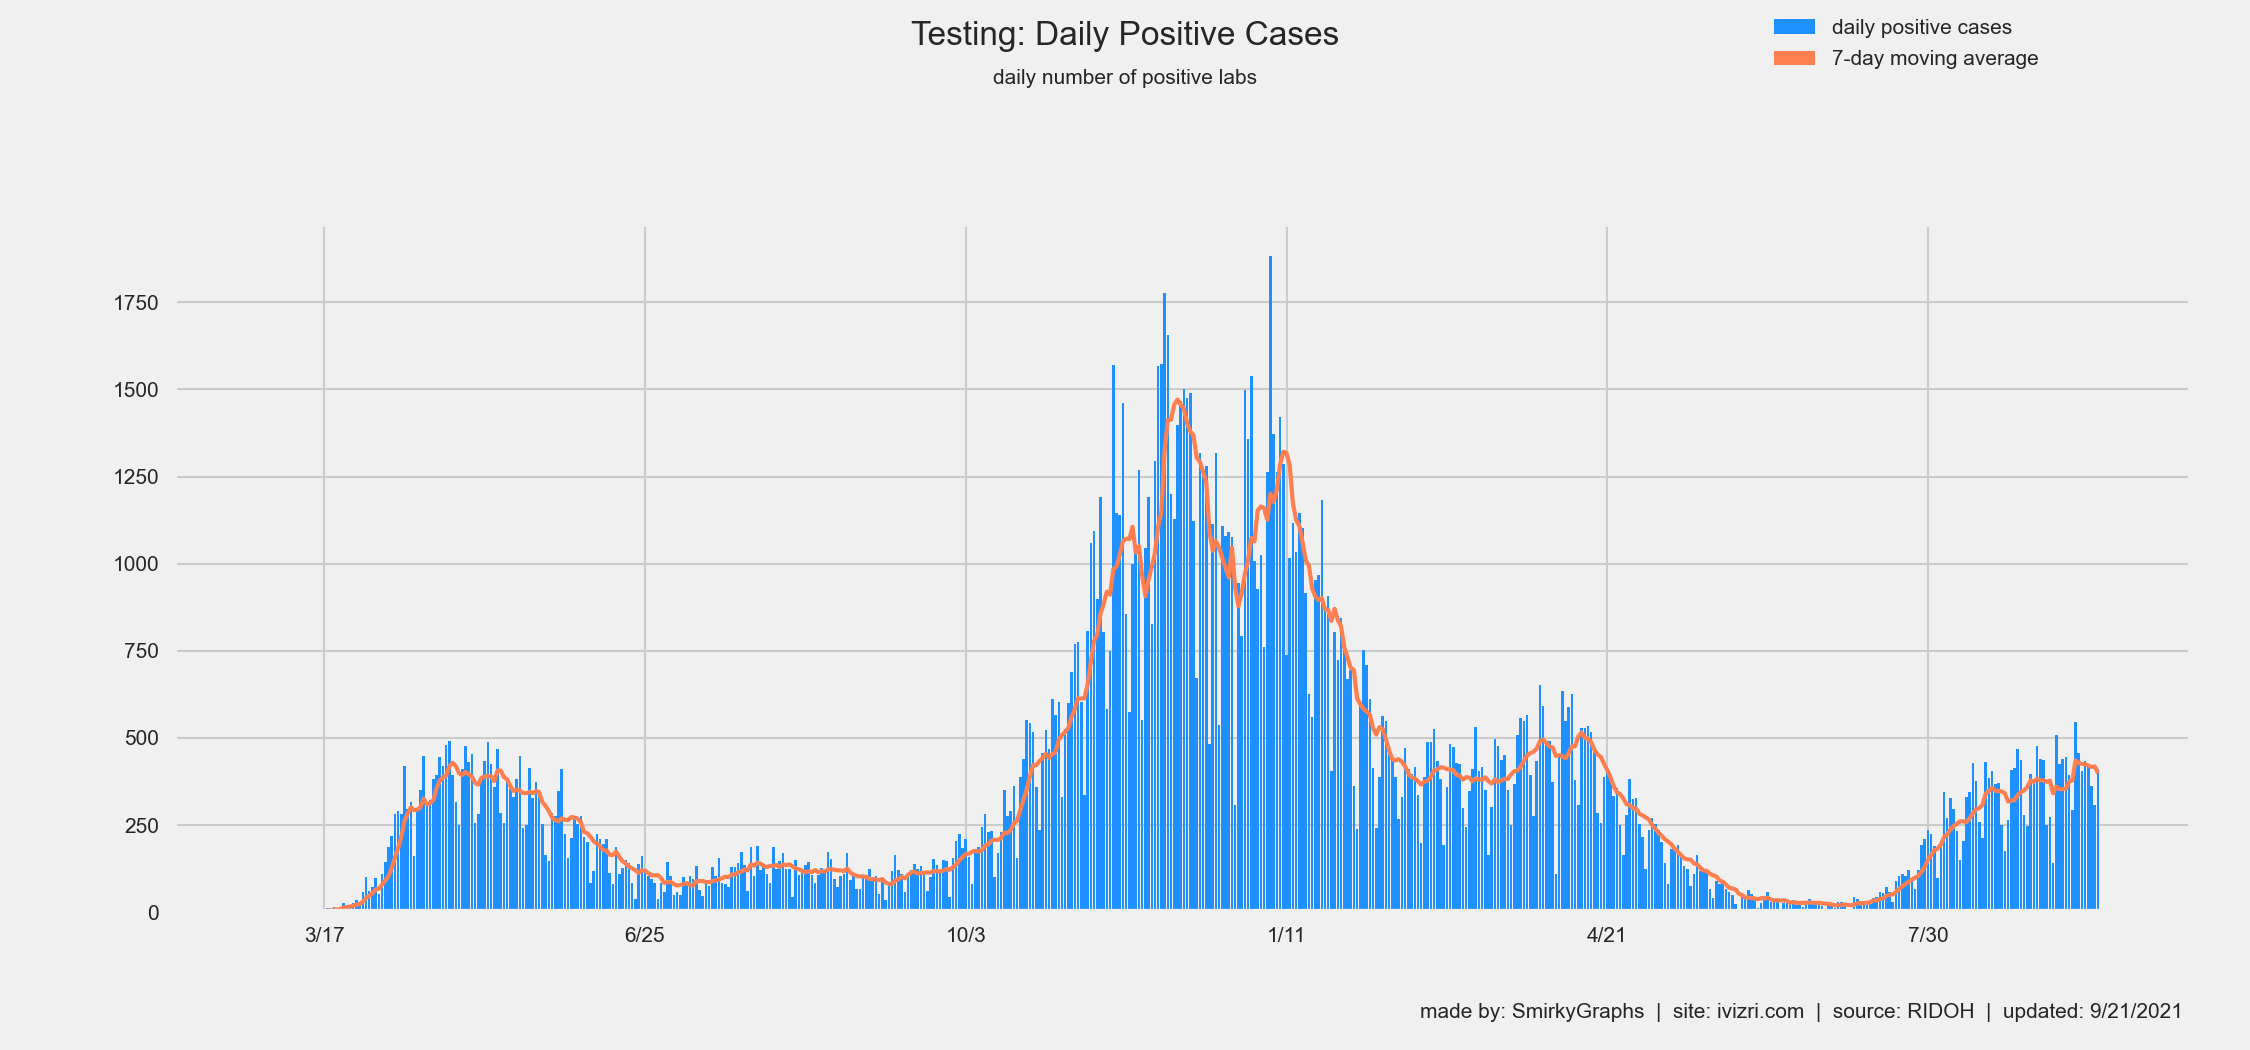 Testing: Daily Positive Cases
daily number of positive labs
daily positive cases
7-day moving average
1750
1500
1250
1000
750
500
250
0
3/17 6/25 10/3 1/11 4/21 7/30
made by: SmirkyGraphs | site: ivizri.com | source: RIDOH | updated: 9/21/2021